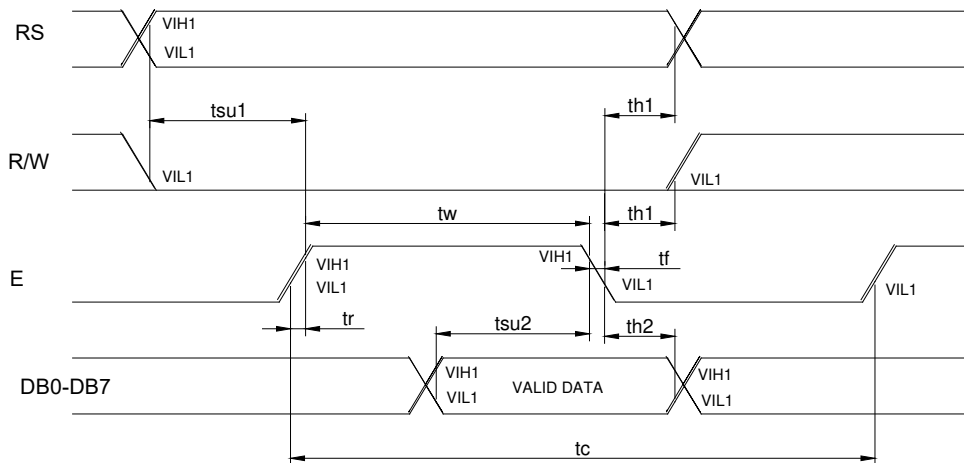 RS
VIH1
VIL1
tsu1
th1
R/W
VIL1
VIL1
tw
th1
E
VIH1
VIL1
VIH1
tf
VIL1
VIL1
tr
tsu2
th2
DB0-DB7
VIH1
VIL1
VALID DATA
VIH1
VIL1
tc